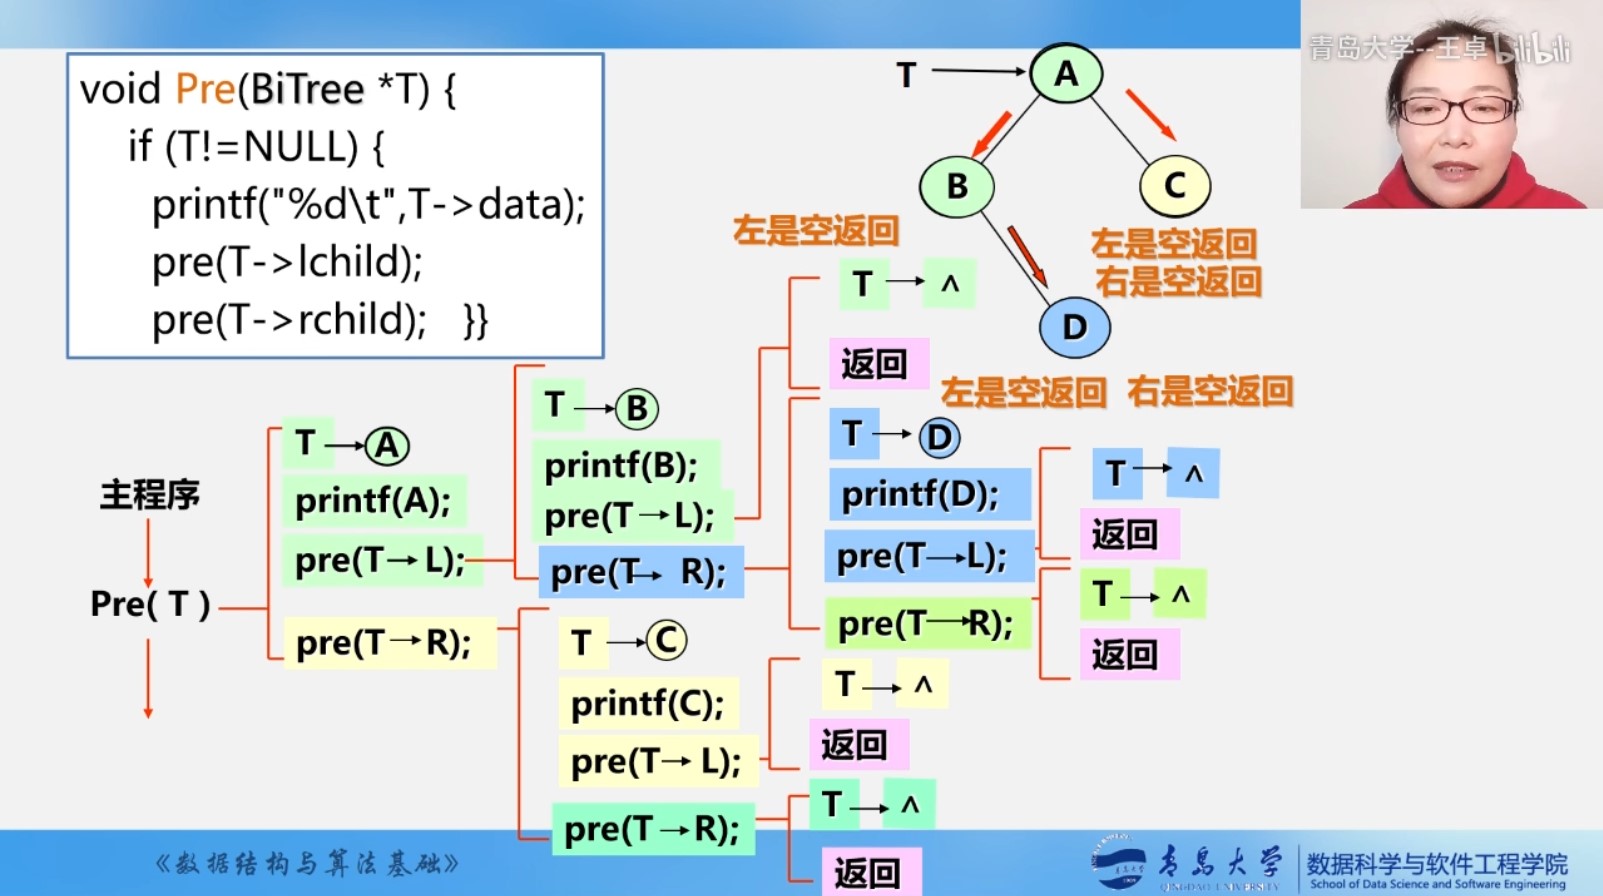 青岛大学--王卓 bilibili
void Pre(BiTree *T) {
if (T!=NULL) {
printf("%d\t",T->data);
pre(T->lchild);
pre(T->rchild); }}
T
A
B
C
D
左是空返回
左是空返回
右是空返回
左是空返回 右是空返回
主程序
Pre( T )
T → A
printf(A);
pre(T→ L);
pre(T→R);
T → B
printf(B);
pre(T→L);
pre(T→ R);
T → ∧
返回
T → D
printf(D);
pre(T→L);
pre(T→R);
T → ∧
返回
T → ∧
返回
T → C
printf(C);
pre(T→ L);
pre(T→R);
T → ∧
返回
T → ∧
返回
《数据结构与算法基础》
青岛大学
QINGDAO UNIVERSITY
数据科学与软件工程学院
School of Data Science and Software Engineering